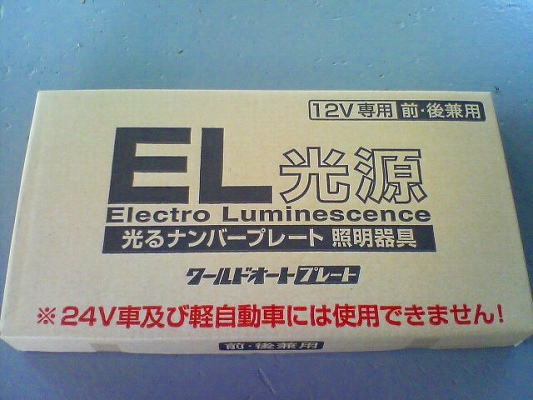 12V専用 前・後兼用
EL光源
Electro Luminescence
光るナンバープレート 照明器具
ワールドオートプレート
※24V車及び軽自動車には使用できません!
前・後兼用